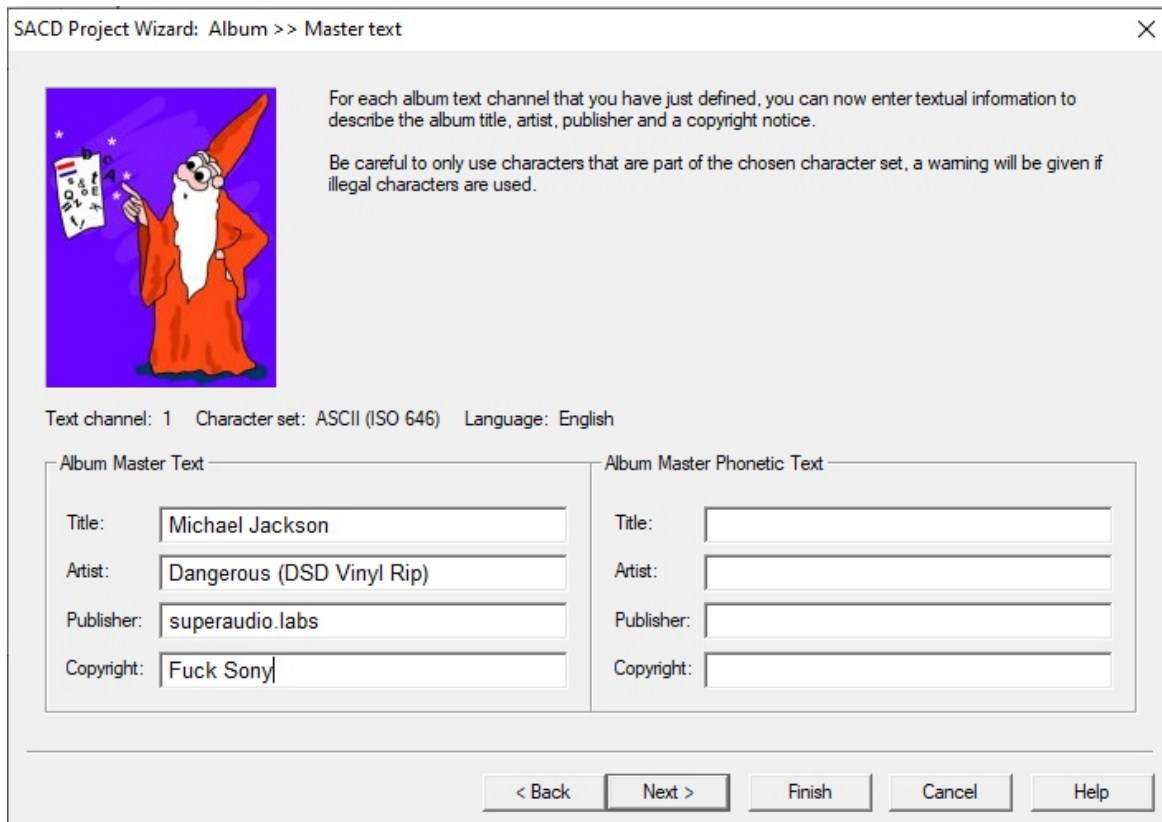 SACD Project Wizard: Album >> Master text
For each album text channel that you have just defined, you can now enter textual information to
describe the album title, artist, publisher and a copyright notice.
Be careful to only use characters that are part of the chosen character set, a warning will be given if
illegal characters are used.
Text channel: 1 Character set: ASCII (ISO 646) Language: English
Album Master Text
Title: Michael Jackson
Artist: Dangerous (DSD Vinyl Rip)
Publisher: superaudio.labs
Copyright: Fuck Sony
Album Master Phonetic Text
Title:
Artist:
Publisher:
Copyright:
< Back Next > Finish Cancel Help